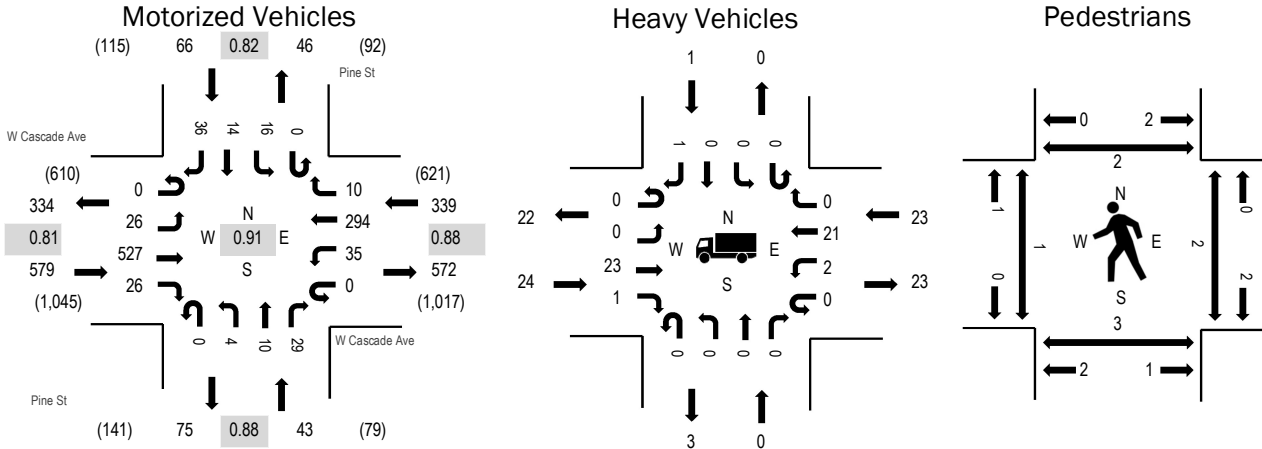 Motorized Vehicles
(115) 66 0.82 46 (92)
Pine St
W Cascade Ave
36 14 16 0
(610)
334
0.81
579
(1,045)
0
26
527
26
N
W 0.91 E
S
10
294
35
0
(621)
339
0.88
572
(1,017)
0 4 10 29
W Cascade Ave
Pine St
(141) 75 0.88 43 (79)
Heavy Vehicles
1 0
1 0 0 0
22
24
0
0
23
1
N
W E
S
0
21
2
0
23
23
0 0 0 0
3 0
Pedestrians
0 2
2
1
0
1
N
W E
S
2
0
2
3
2 1